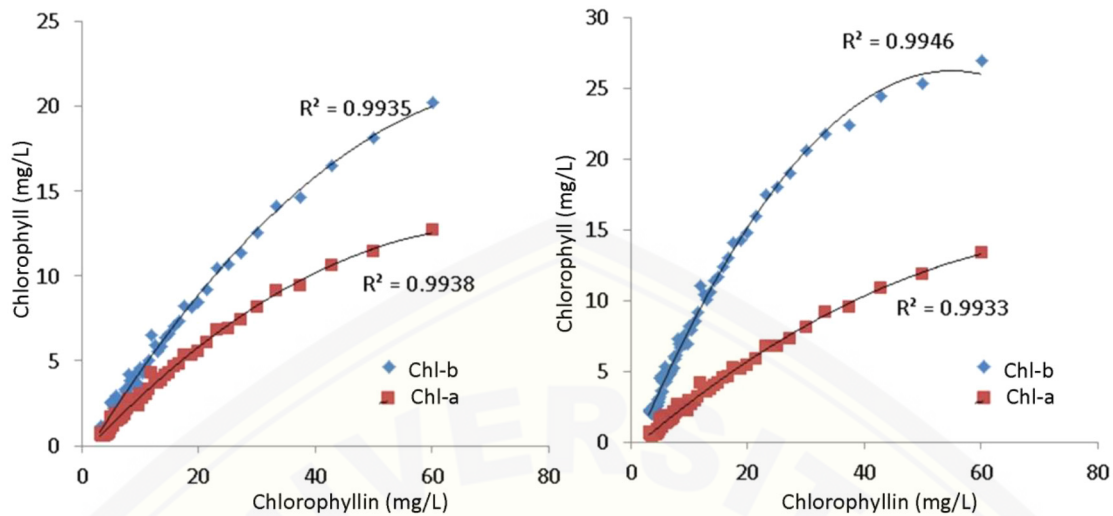 25
20
15
10
5
0
Chlorophyll (mg/L)
R² = 0.9935
R² = 0.9938
Chl-b
Chl-a
0 20 40 60 80
Chlorophyllin (mg/L)
30
25
20
15
10
5
0
Chlorophyll (mg/L)
R² = 0.9946
R² = 0.9933
Chl-b
Chl-a
0 20 40 60 80
Chlorophyllin (mg/L)
VERSIT